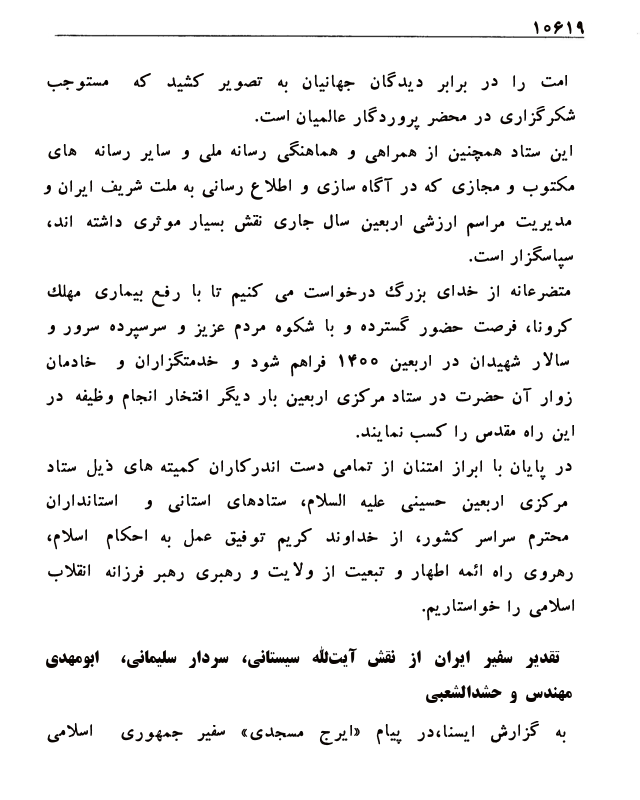 ۱۰۶۱۹
امت را در برابر دیدگان جهانیان به تصویر کشید که مستوجب
شکرگزاری در محضر پروردگار عالمیان است.
این ستاد همچنین از همراهی و هماهنگی رسانه ملی و سایر رسانه های
مکتوب و مجازی که در آگاه سازی و اطلاع رسانی به ملت شریف ایران و
مدیریت مراسم ارزشی اربعین سال جاری نقش بسیار موثری داشته اند،
سپاسگزار است.
متضرعانه از خدای بزرگ درخواست می کنیم تا با رفع بیماری مهلک
کرونا، فرصت حضور گسترده و با شکوه مردم عزیز و سرسپرده سرور و
سالار شهیدان در اربعین ۱۴۰۰ فراهم شود و خدمتگزاران و خادمان
زوار آن حضرت در ستاد مرکزی اربعین بار دیگر افتخار انجام وظیفه در
این راه مقدس را کسب نمایند.
در پایان با ابراز امتنان از تمامی دست اندرکاران کمیته های ذیل ستاد
مرکزی اربعین حسینی علیه السلام، ستادهای استانی و استانداران
محترم سراسر کشور، از خداوند کریم توفیق عمل به احکام اسلام،
رهروی راه ائمه اطهار و تبعیت از ولایت و رهبری رهبر فرزانه انقلاب
اسلامی را خواستاریم.
تقدیر سفیر ایران از نقش آیت‌لله سیستانی، سردار سلیمانی، ابومهدی
مهندس و حشدالشعبی
به گزارش ایسنا،در پیام «ایرج مسجدی» سفیر جمهوری اسلامی